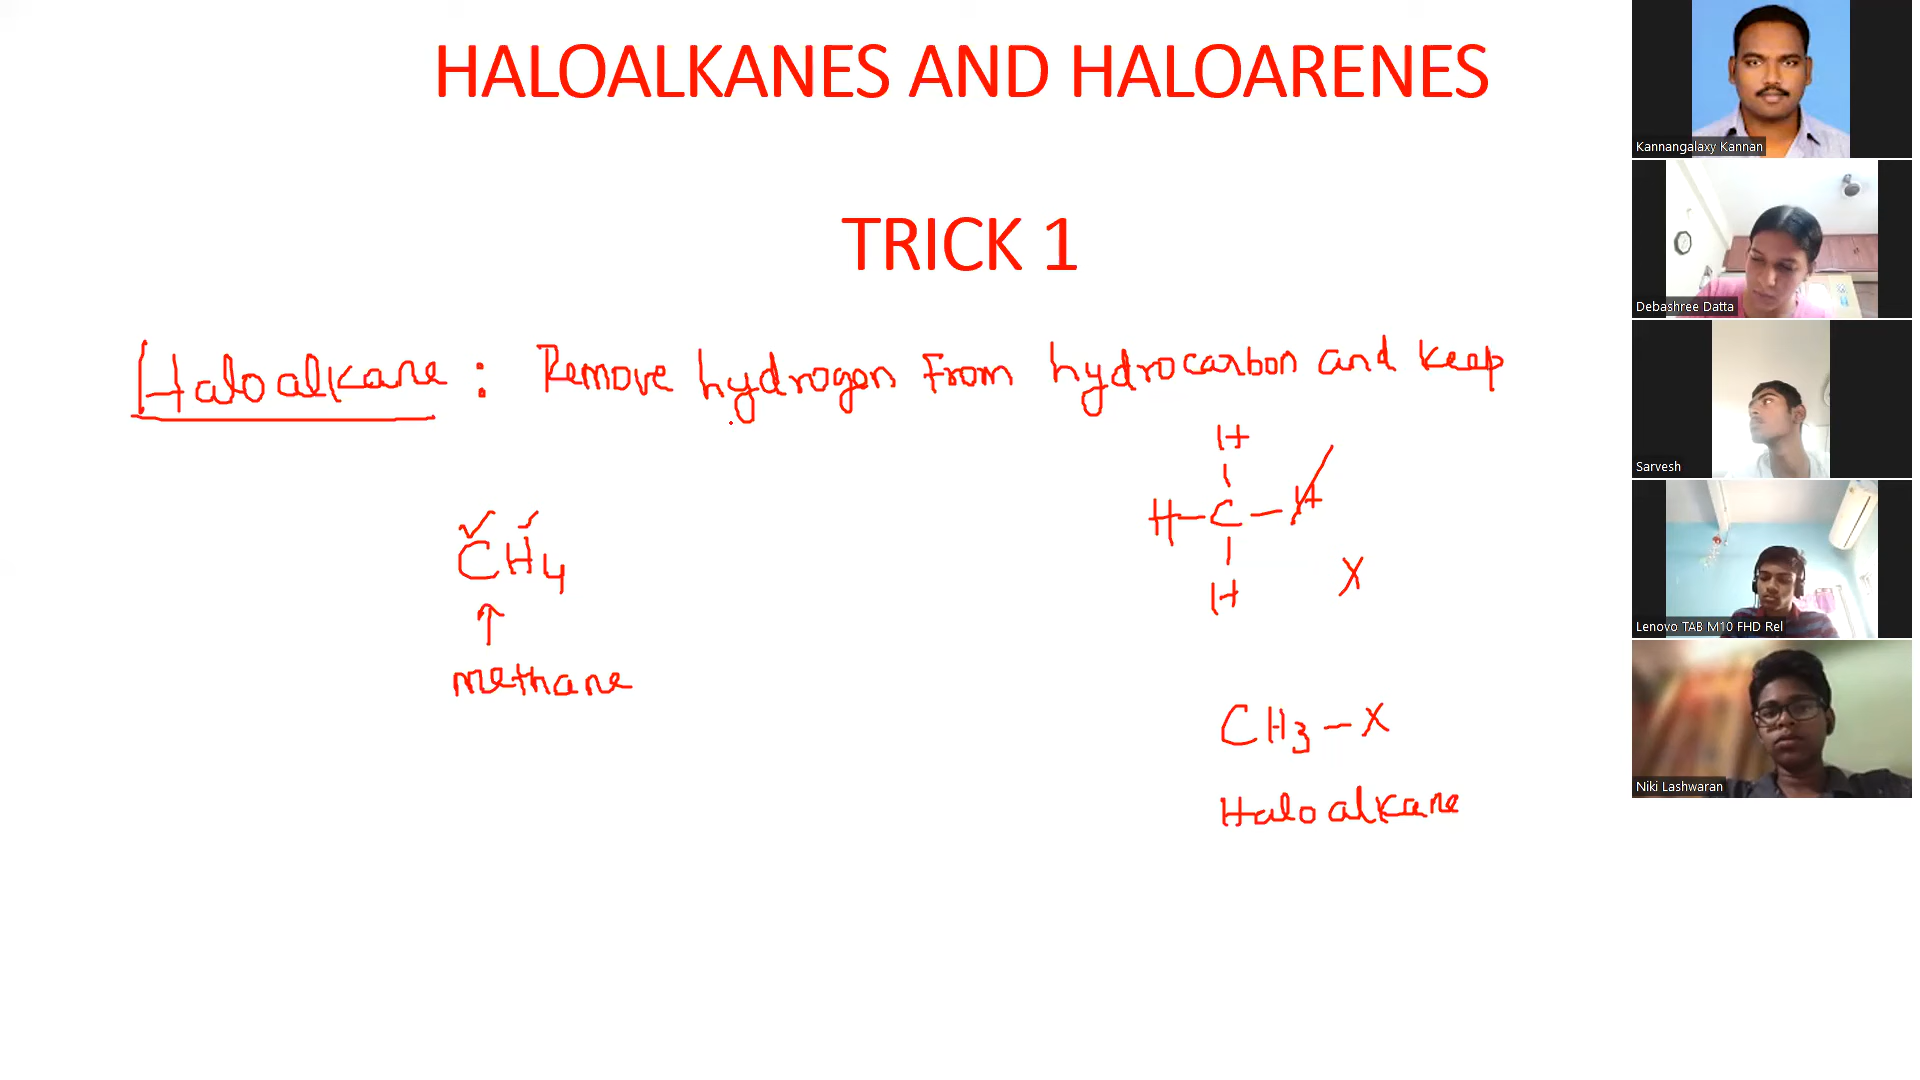 HALOALKANES AND HALOARENES
TRICK 1
Haloalkane : Remove hydrogen From hydrocarbon and keep
H
H-C-H
H
X
CH4
methane
CH3-X
Haloalkane
Kannangalaxy Kannan
Debashree Datta
Sarvesh
Lenovo TAB M10 FHD Rel
Niki Lashwaran